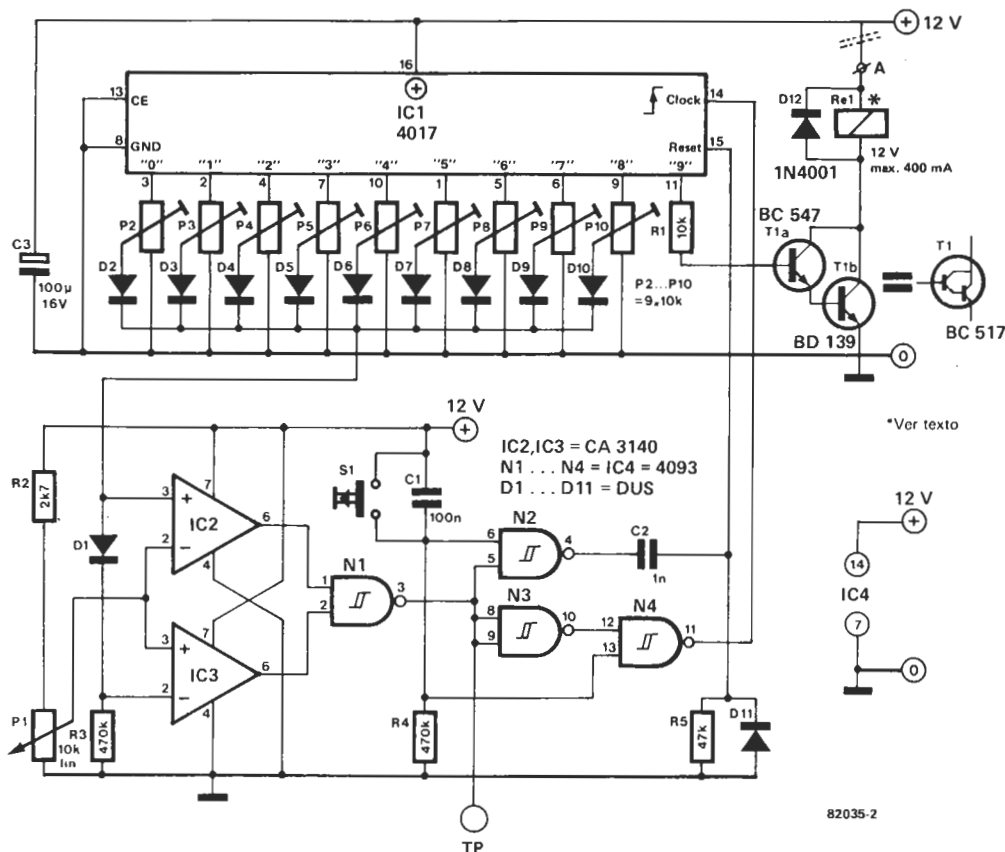 12 V
16
13
CE
IC1
4017
14
Clock
A
D12
Re1
*
8
GND
15
Reset
12 V
max. 400 mA
1N4001
"0"
"1"
"2"
"3"
"4"
"5"
"6"
"7"
"8"
"9"
3
2
4
7
10
1
5
6
9
11
P2
P3
P4
P5
P6
P7
P8
P9
P10
R1
10k
BC 547
T1a
T1b
T1
C3
100µ
16V
D2
D3
D4
D5
D6
D7
D8
D9
D10
P2...P10
=9x10k
BD 139
BC 517
0
12 V
*Ver texto
IC2,IC3 = CA 3140
N1 ... N4 = IC4 = 4093
D1 ... D11 = DUS
R2
2k7
S1
C1
100n
12 V
3
+
7
IC2
6
2
−
4
D1
N1
1
2
3
N2
6
5
4
C2
1n
14
IC4
7
0
N3
8
9
10
N4
12
13
11
3
+
7
IC3
6
2
−
4
P1
10k
lin
R3
470k
R4
470k
R5
47k
D11
TP
82035-2